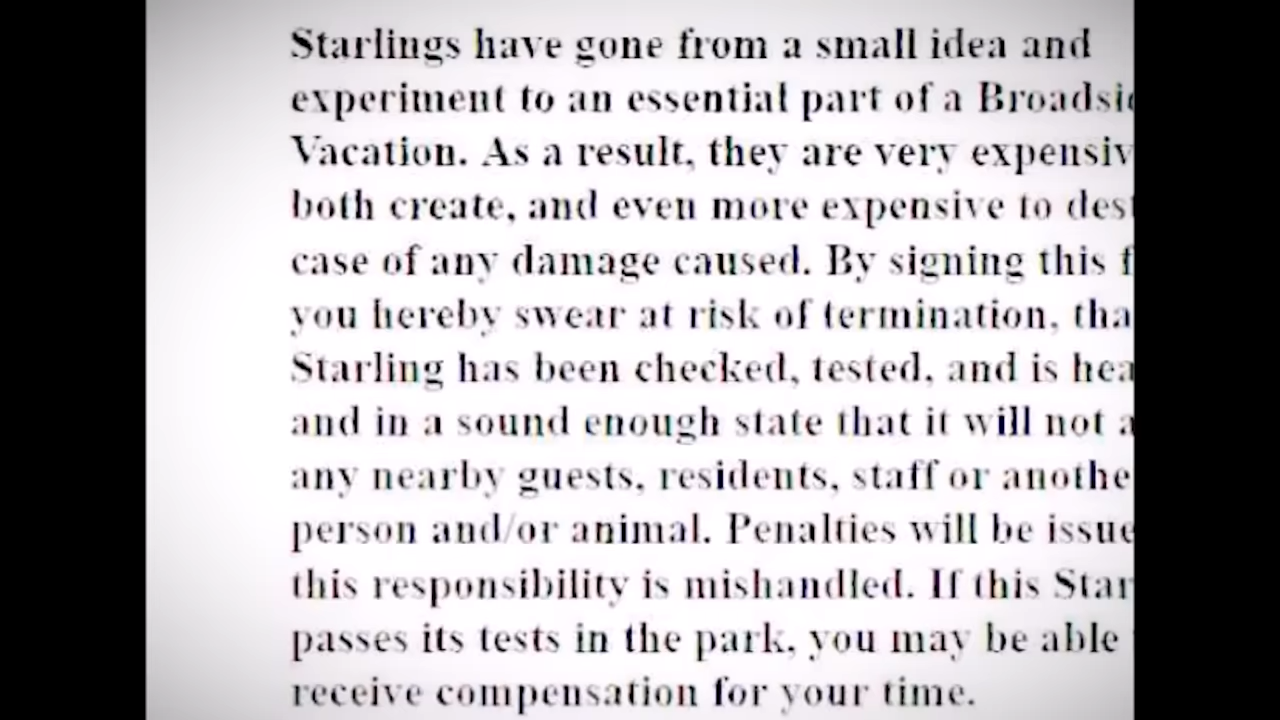 Starlings have gone from a small idea and
experiment to an essential part of a
Vacation. As a result, they are very
both create, and even more expensive to
case of any damage caused. By signing this
you hereby swear at risk of termination,
Starling has been checked, tested, and is
and in a sound enough state that it will not
any nearby guests, residents, staff or
person and/or animal. Penalties will be
this responsibility is mishandled. If this
passes its tests in the park, you may be able
receive compensation for your time.